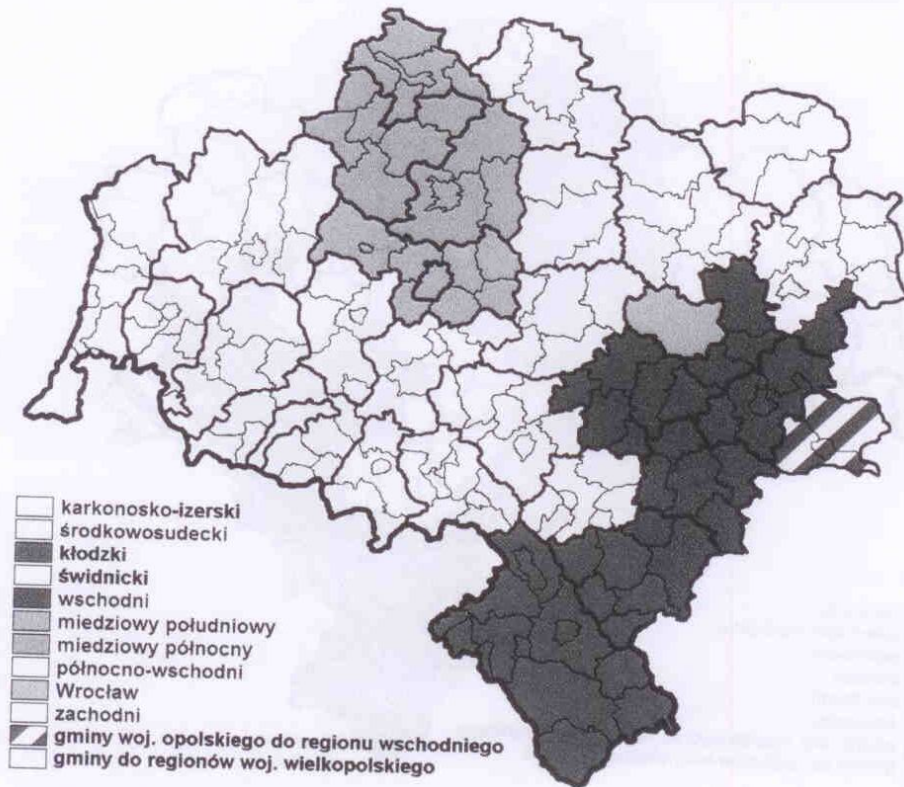 karkonosko-izerski
środkowosudecki
kłodzki
świdnicki
wschodni
miedziowy południowy
miedziowy północny
północno-wschodni
Wrocław
zachodni
gminy woj. opolskiego do regionu wschodniego
gminy do regionów woj. wielkopolskiego